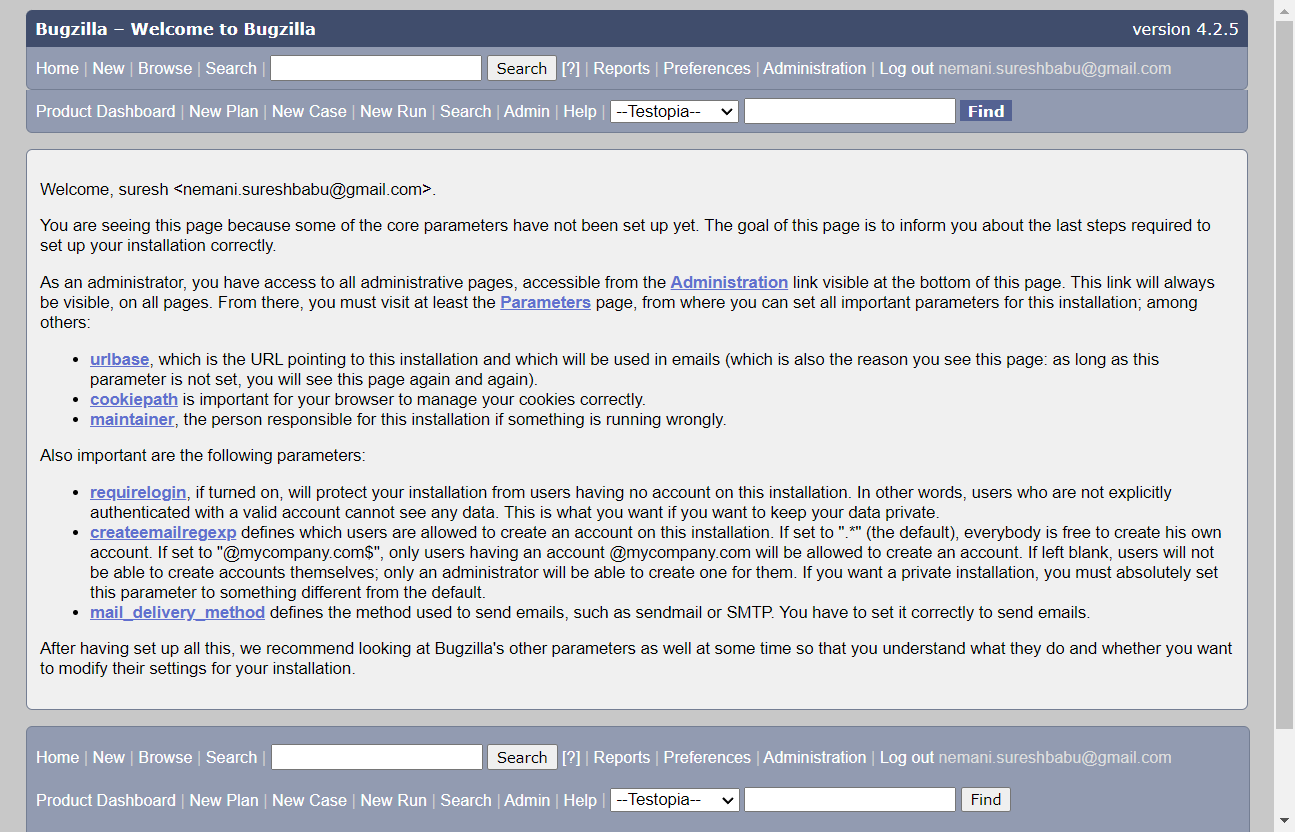 Bugzilla – Welcome to Bugzilla version 4.2.5
Home | New | Browse | Search | Search [?] | Reports | Preferences | Administration | Log out nemani.sureshbabu@gmail.com
Product Dashboard | New Plan | New Case | New Run | Search | Admin | Help | --Testopia-- Find
Welcome, suresh <nemani.sureshbabu@gmail.com>.
You are seeing this page because some of the core parameters have not been set up yet. The goal of this page is to inform you about the last steps required to
set up your installation correctly.
As an administrator, you have access to all administrative pages, accessible from the Administration link visible at the bottom of this page. This link will always
be visible, on all pages. From there, you must visit at least the Parameters page, from where you can set all important parameters for this installation; among
others:
• urlbase, which is the URL pointing to this installation and which will be used in emails (which is also the reason you see this page: as long as this
parameter is not set, you will see this page again and again).
• cookiepath is important for your browser to manage your cookies correctly.
• maintainer, the person responsible for this installation if something is running wrongly.
Also important are the following parameters:
• requirelogin, if turned on, will protect your installation from users having no account on this installation. In other words, users who are not explicitly
authenticated with a valid account cannot see any data. This is what you want if you want to keep your data private.
• createemailregexp defines which users are allowed to create an account on this installation. If set to ".*" (the default), everybody is free to create his own
account. If set to "@mycompany.com$", only users having an account @mycompany.com will be allowed to create an account. If left blank, users will not
be able to create accounts themselves; only an administrator will be able to create one for them. If you want a private installation, you must absolutely set
this parameter to something different from the default.
• mail_delivery_method defines the method used to send emails, such as sendmail or SMTP. You have to set it correctly to send emails.
After having set up all this, we recommend looking at Bugzilla's other parameters as well at some time so that you understand what they do and whether you want
to modify their settings for your installation.
Home | New | Browse | Search | Search [?] | Reports | Preferences | Administration | Log out nemani.sureshbabu@gmail.com
Product Dashboard | New Plan | New Case | New Run | Search | Admin | Help | --Testopia-- Find